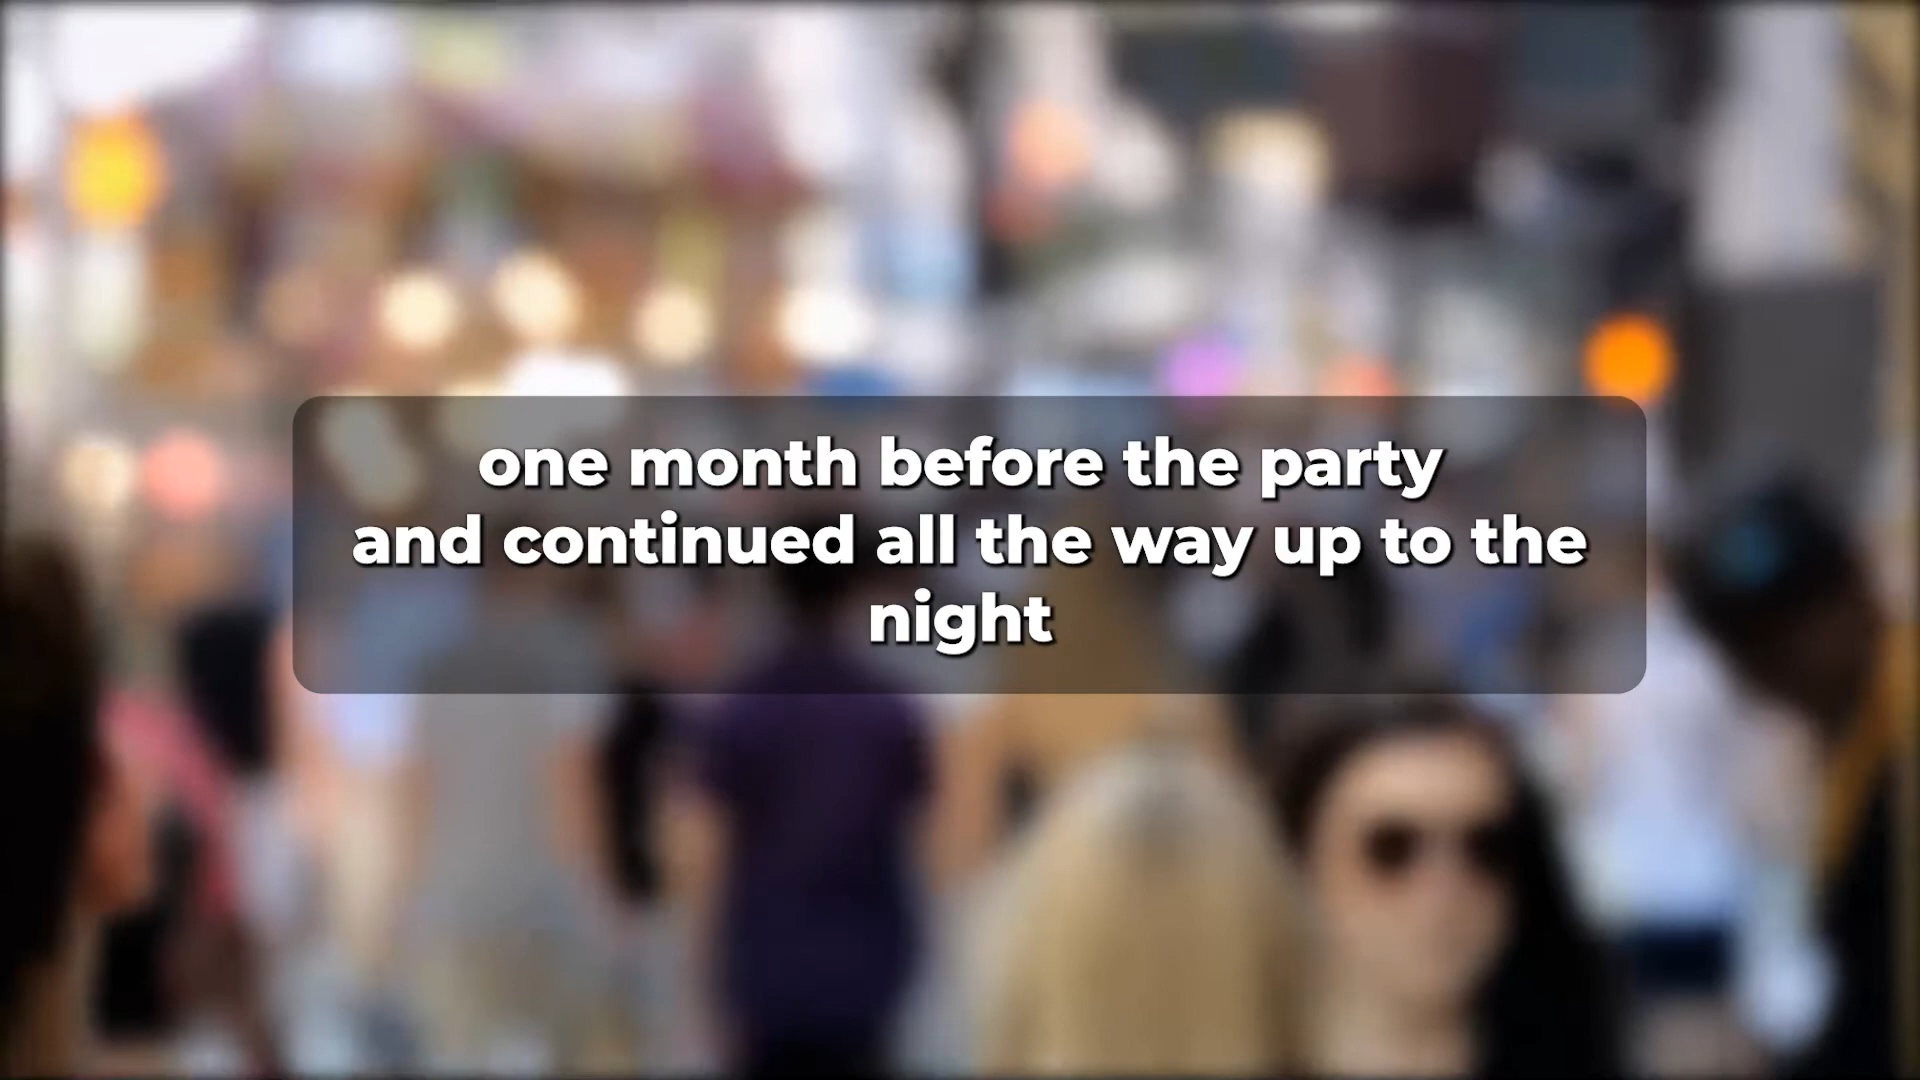 one month before the party
and continued all the way up to the
night